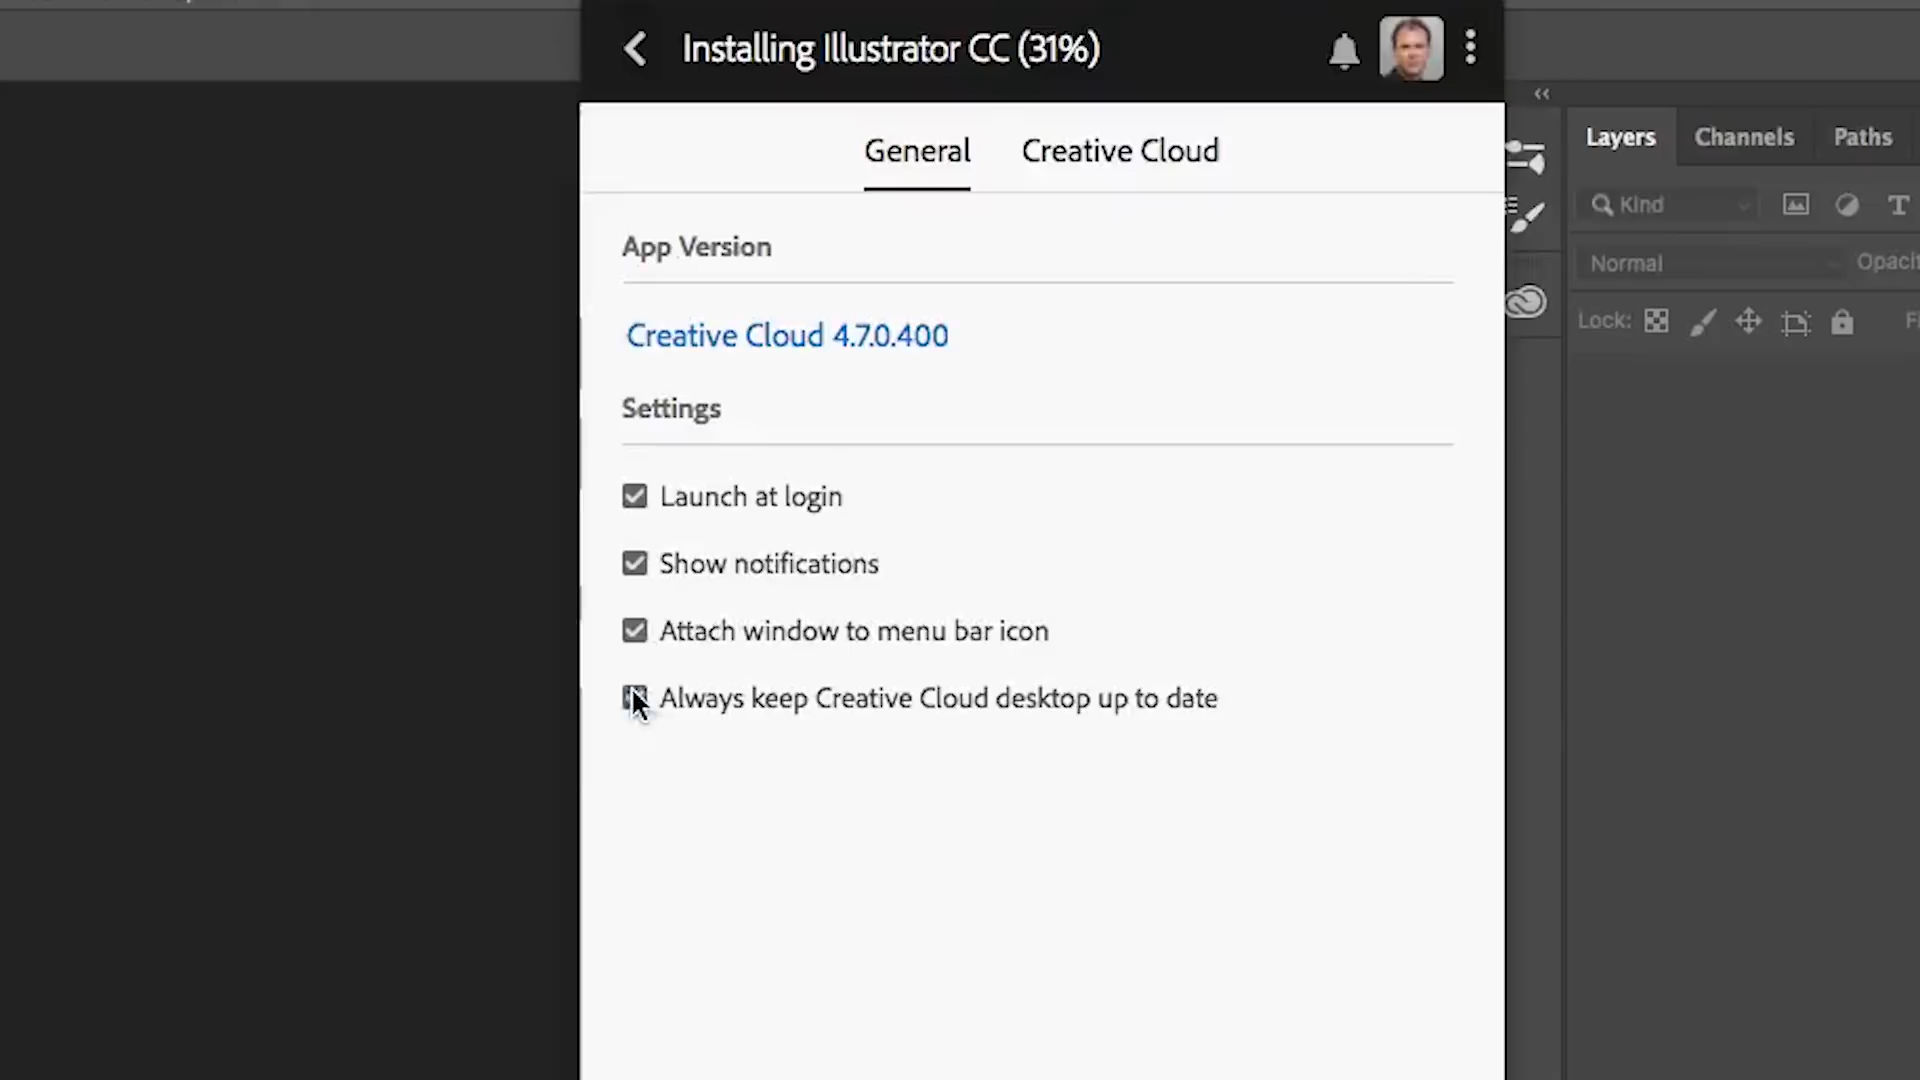 Installing Illustrator CC (31%)
General Creative Cloud
App Version
Creative Cloud 4.7.0.400
Settings
Launch at login
Show notifications
Attach window to menu bar icon
Always keep Creative Cloud desktop up to date
Layers Channels Paths
Kind
Normal
Lock: